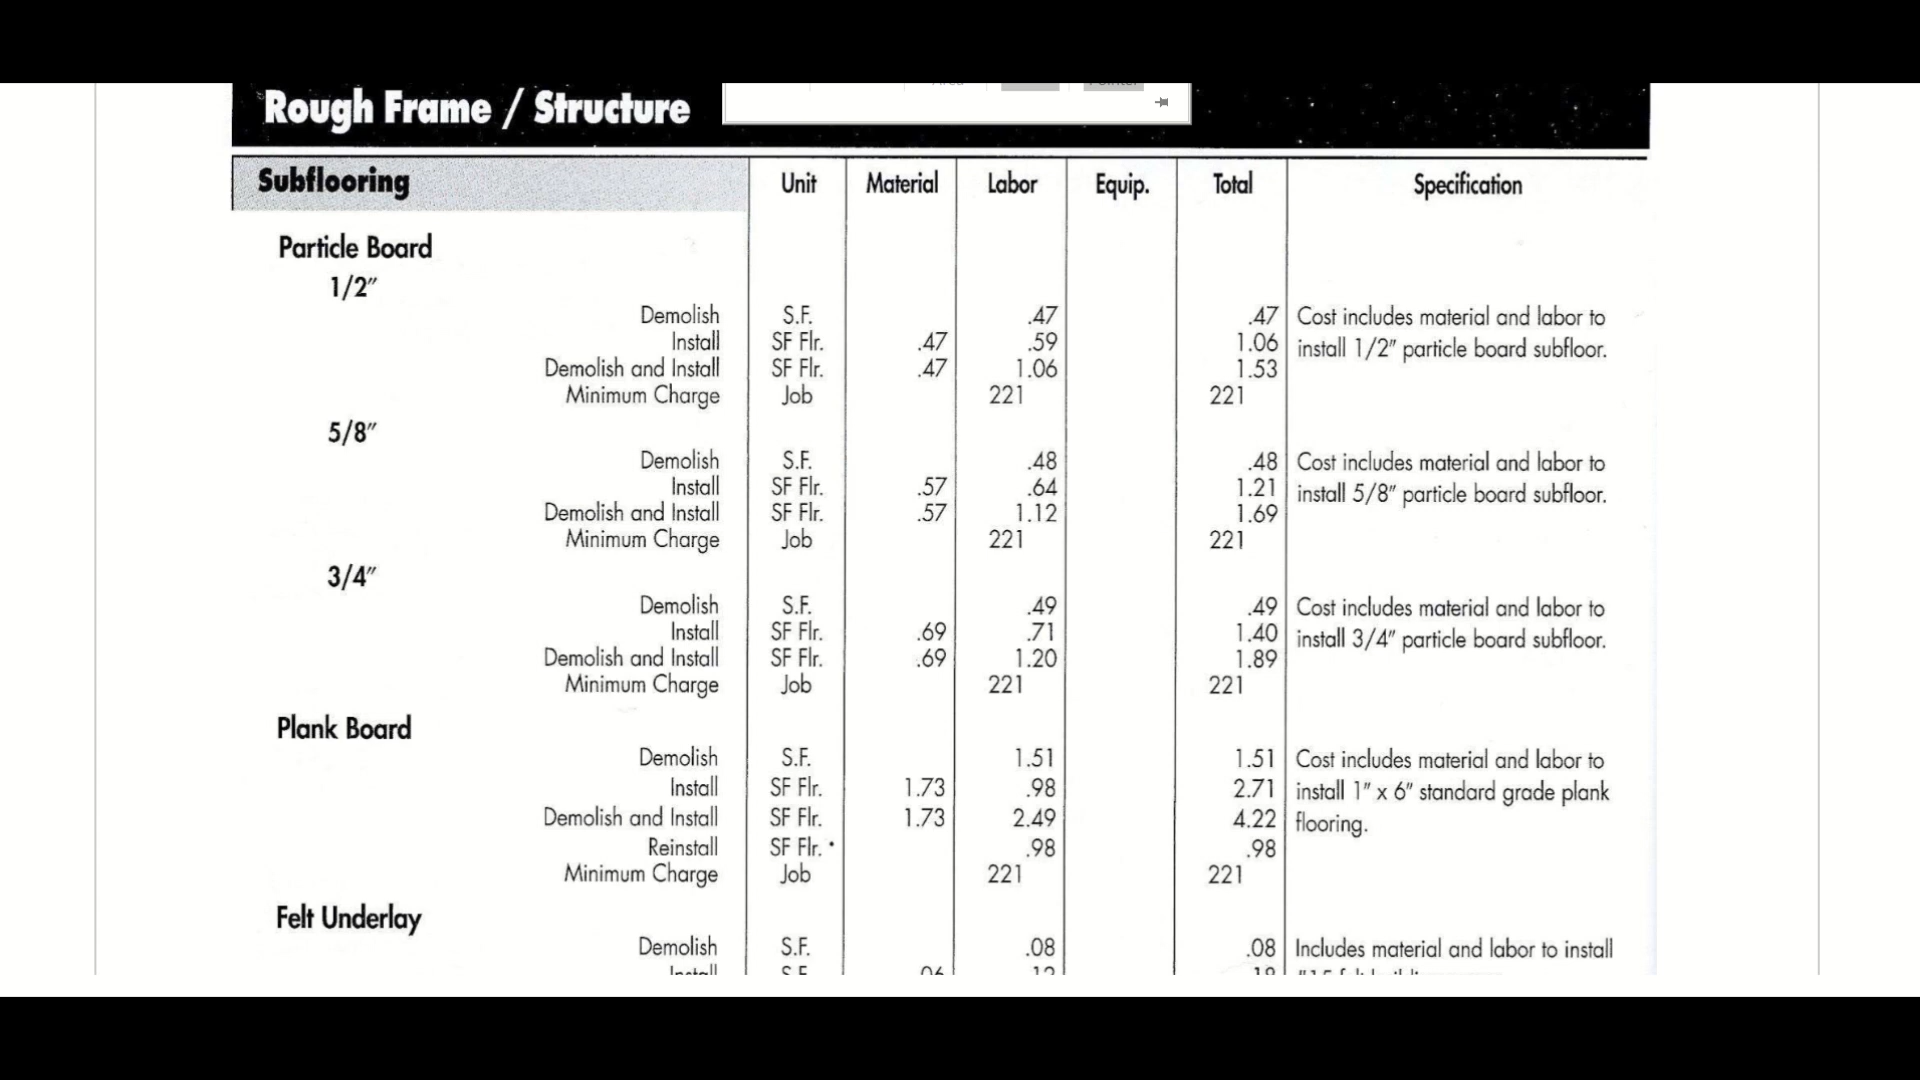 Rough Frame / Structure
Subflooring Unit Material Labor Equip. Total Specification
Particle Board
1/2″
Demolish S.F. .47 .47 Cost includes material and labor to
Install SF Flr. .47 .59 1.06 install 1/2″ particle board subfloor.
Demolish and Install SF Flr. .47 1.06 1.53
Minimum Charge Job 221 221
5/8″
Demolish S.F. .48 .48 Cost includes material and labor to
Install SF Flr. .57 .64 1.21 install 5/8″ particle board subfloor.
Demolish and Install SF Flr. .57 1.12 1.69
Minimum Charge Job 221 221
3/4″
Demolish S.F. .49 .49 Cost includes material and labor to
Install SF Flr. .69 .71 1.40 install 3/4″ particle board subfloor.
Demolish and Install SF Flr. .69 1.20 1.89
Minimum Charge Job 221 221
Plank Board
Demolish S.F. 1.51 1.51 Cost includes material and labor to
Install SF Flr. 1.73 .98 2.71 install 1″ x 6″ standard grade plank
Demolish and Install SF Flr. 1.73 2.49 4.22 flooring.
Reinstall SF Flr. .98 .98
Minimum Charge Job 221 221
Felt Underlay
Demolish S.F. .08 .08 Includes material and labor to install
Install S.F.